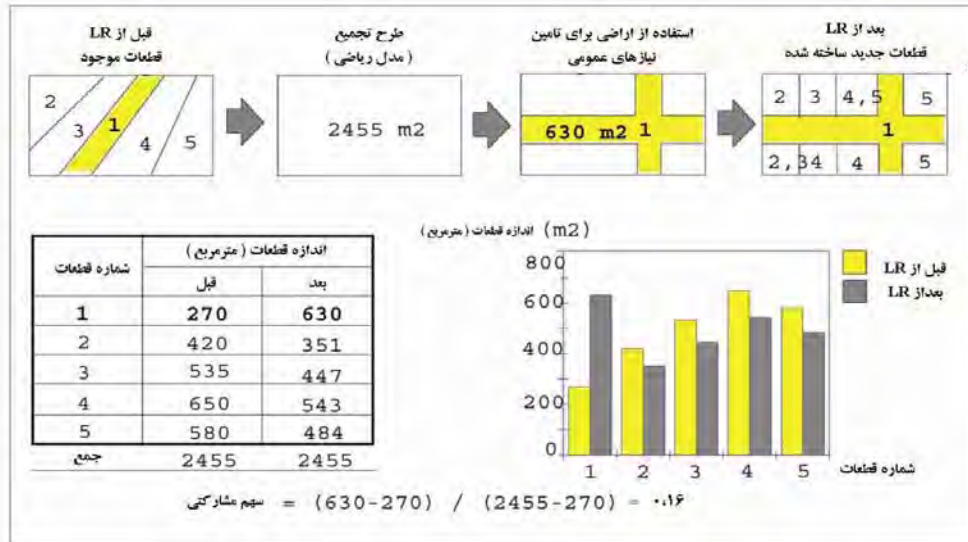 قبل از LR
قطعات موجود
طرح تجمیع
( مدل ریاضی )
استفاده از اراضی برای تامین
نیازهای عمومی
بعد از LR
قطعات جدید ساخته شده
2 3 1 4 5
2455 m2
630 m2 1
2 3 4,5 5
1
2,34 4 5
شماره قطعات
اندازه قطعات ( مترمربع )
قبل بعد
1 270 630
2 420 351
3 535 447
4 650 543
5 580 484
جمع 2455 2455
اندازه قطعات ( مترمربع ) (m2)
800
600
400
200
0
1 2 3 4 5
شماره قطعات
قبل از LR
بعداز LR
سهم مشارکتی = (630-270) / (2455-270) = ۰.۱۶